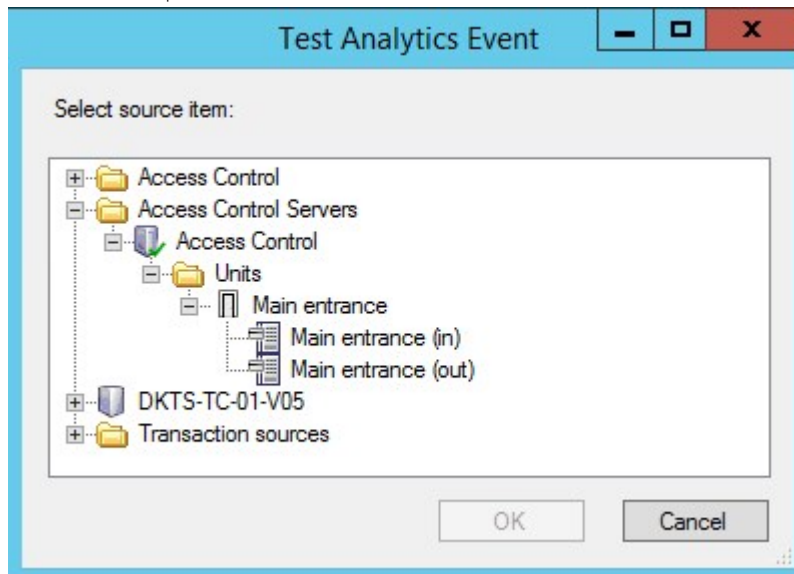 Test Analytics Event
Select source item:
Access Control
Access Control Servers
Access Control
Units
Main entrance
Main entrance (in)
Main entrance (out)
DKTS-TC-01-V05
Transaction sources
OK
Cancel